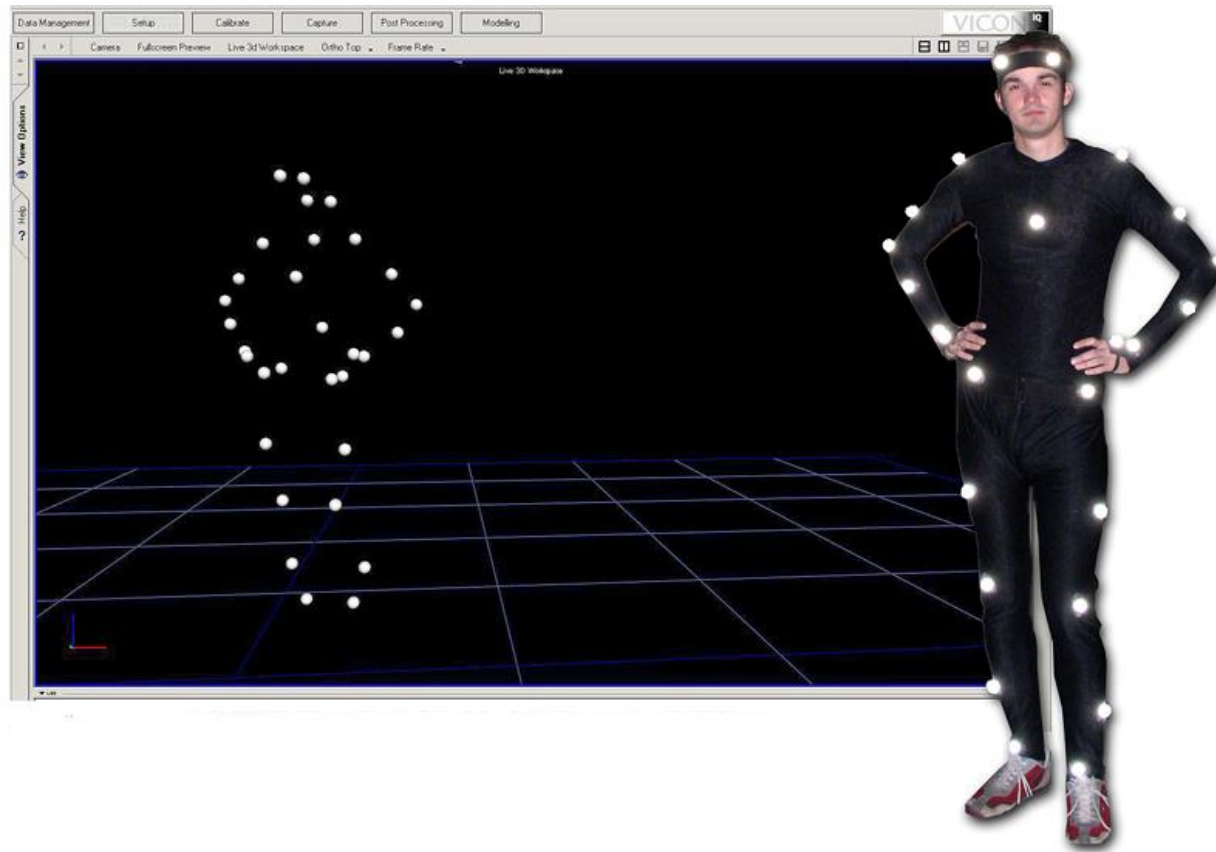 Data Management Setup Calibrate Capture Post Processing Modelling
VICON IQ
Camera Fullscreen Preview Live 3d Workspace Ortho Top Frame Rate
Live 3D Workspace
View Options
? Help